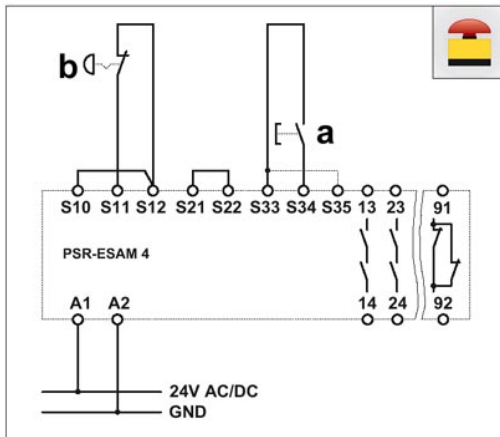 b
a
S10 S11 S12 S21 S22 S33 S34 S35 13 23 91
PSR-ESAM 4
A1 A2 14 24 92
24V AC/DC
GND